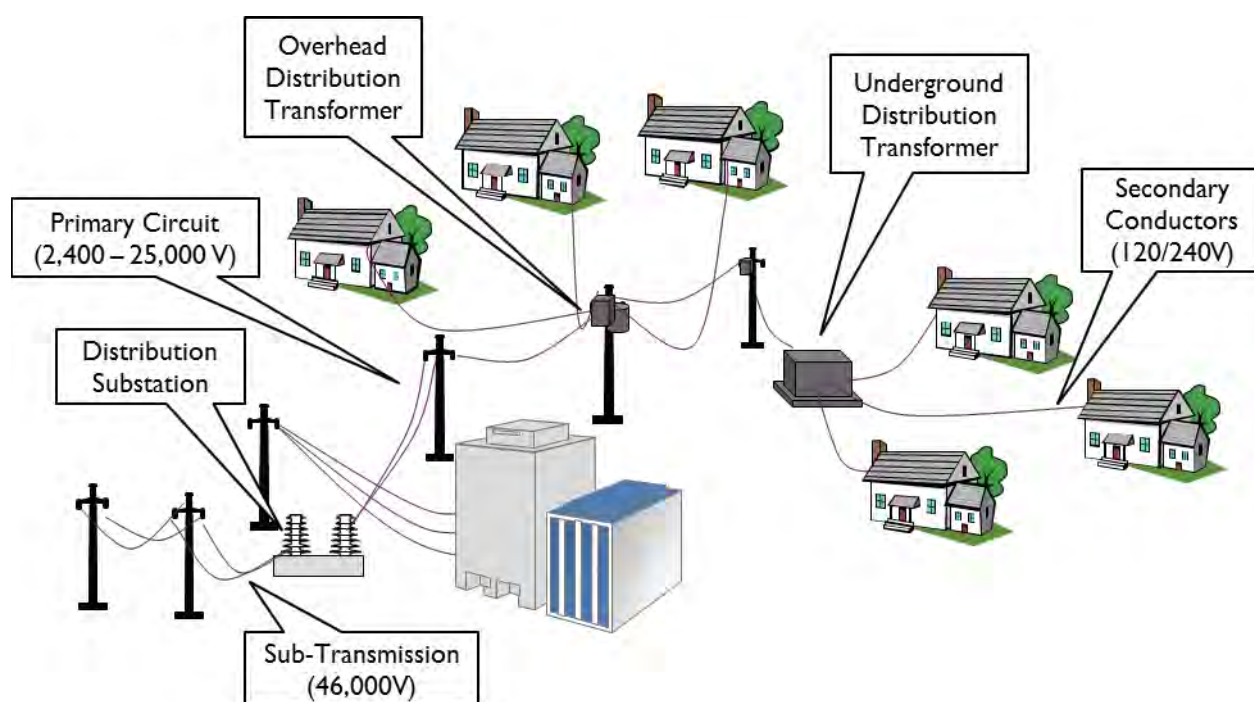 Overhead
Distribution
Transformer
Underground
Distribution
Transformer
Secondary
Conductors
(120/240V)
Primary Circuit
(2,400 – 25,000 V)
Distribution
Substation
Sub-Transmission
(46,000V)